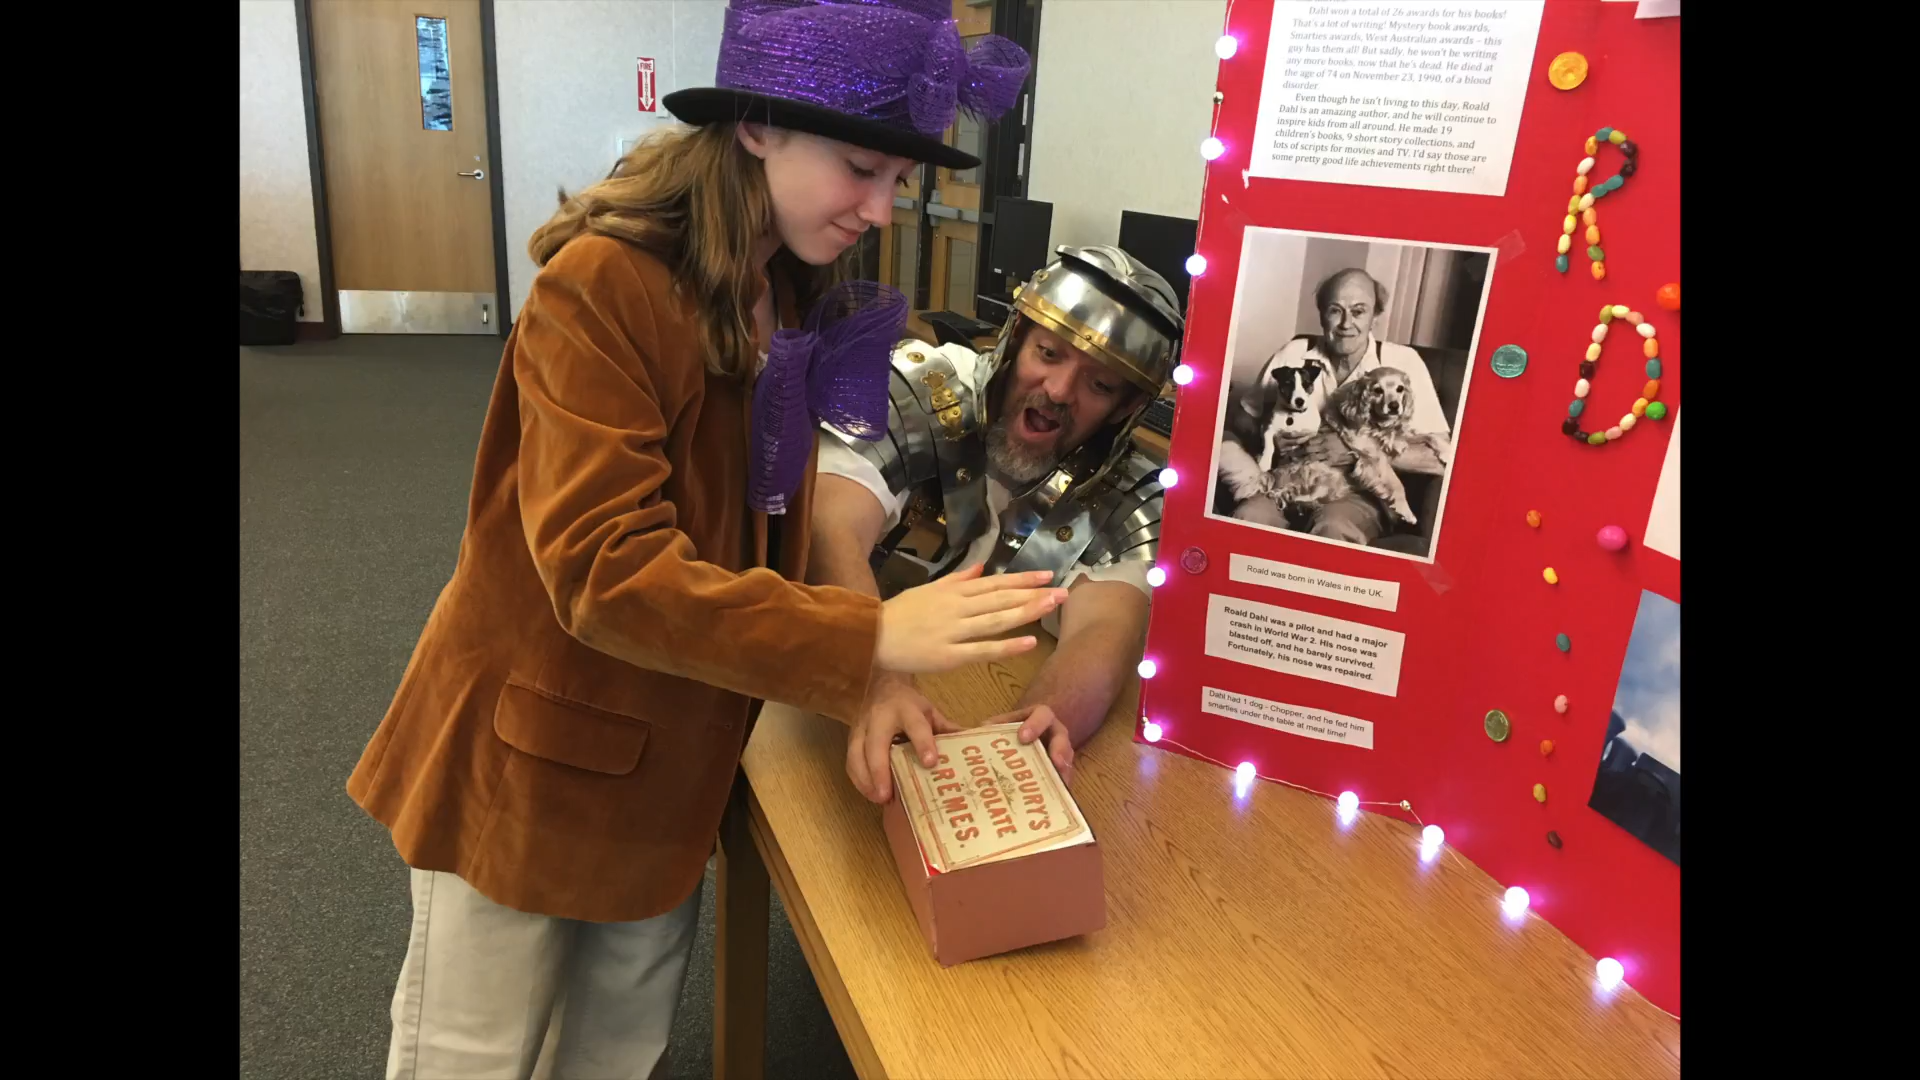 FIRE
Dahl won a total of 26 awards for his books!
That's a lot of writing! Mystery book awards,
Smarties awards, West Australian awards – this
guy has them all! But sadly, he won't be writing
any more books, now that he's dead. He died at
the age of 74 on November 23, 1990, of a blood
disorder
Even though he isn't living to this day, Roald
Dahl is an amazing author, and he will continue to
inspire kids from all around. He made 19
children's books, 9 short story collections, and
lots of scripts for movies and TV. I'd say those are
some pretty good life achievements right there!
R
D
Roald was born in Wales in the UK.
Roald Dahl was a pilot and had a major
crash in World War 2. His nose was
blasted off, and he barely survived.
Fortunately, his nose was repaired.
Dahl had 1 dog - Chopper, and he fed him
smarties under the table at meal time!
CADBURY'S
CHOCOLATE
CRÈMES.